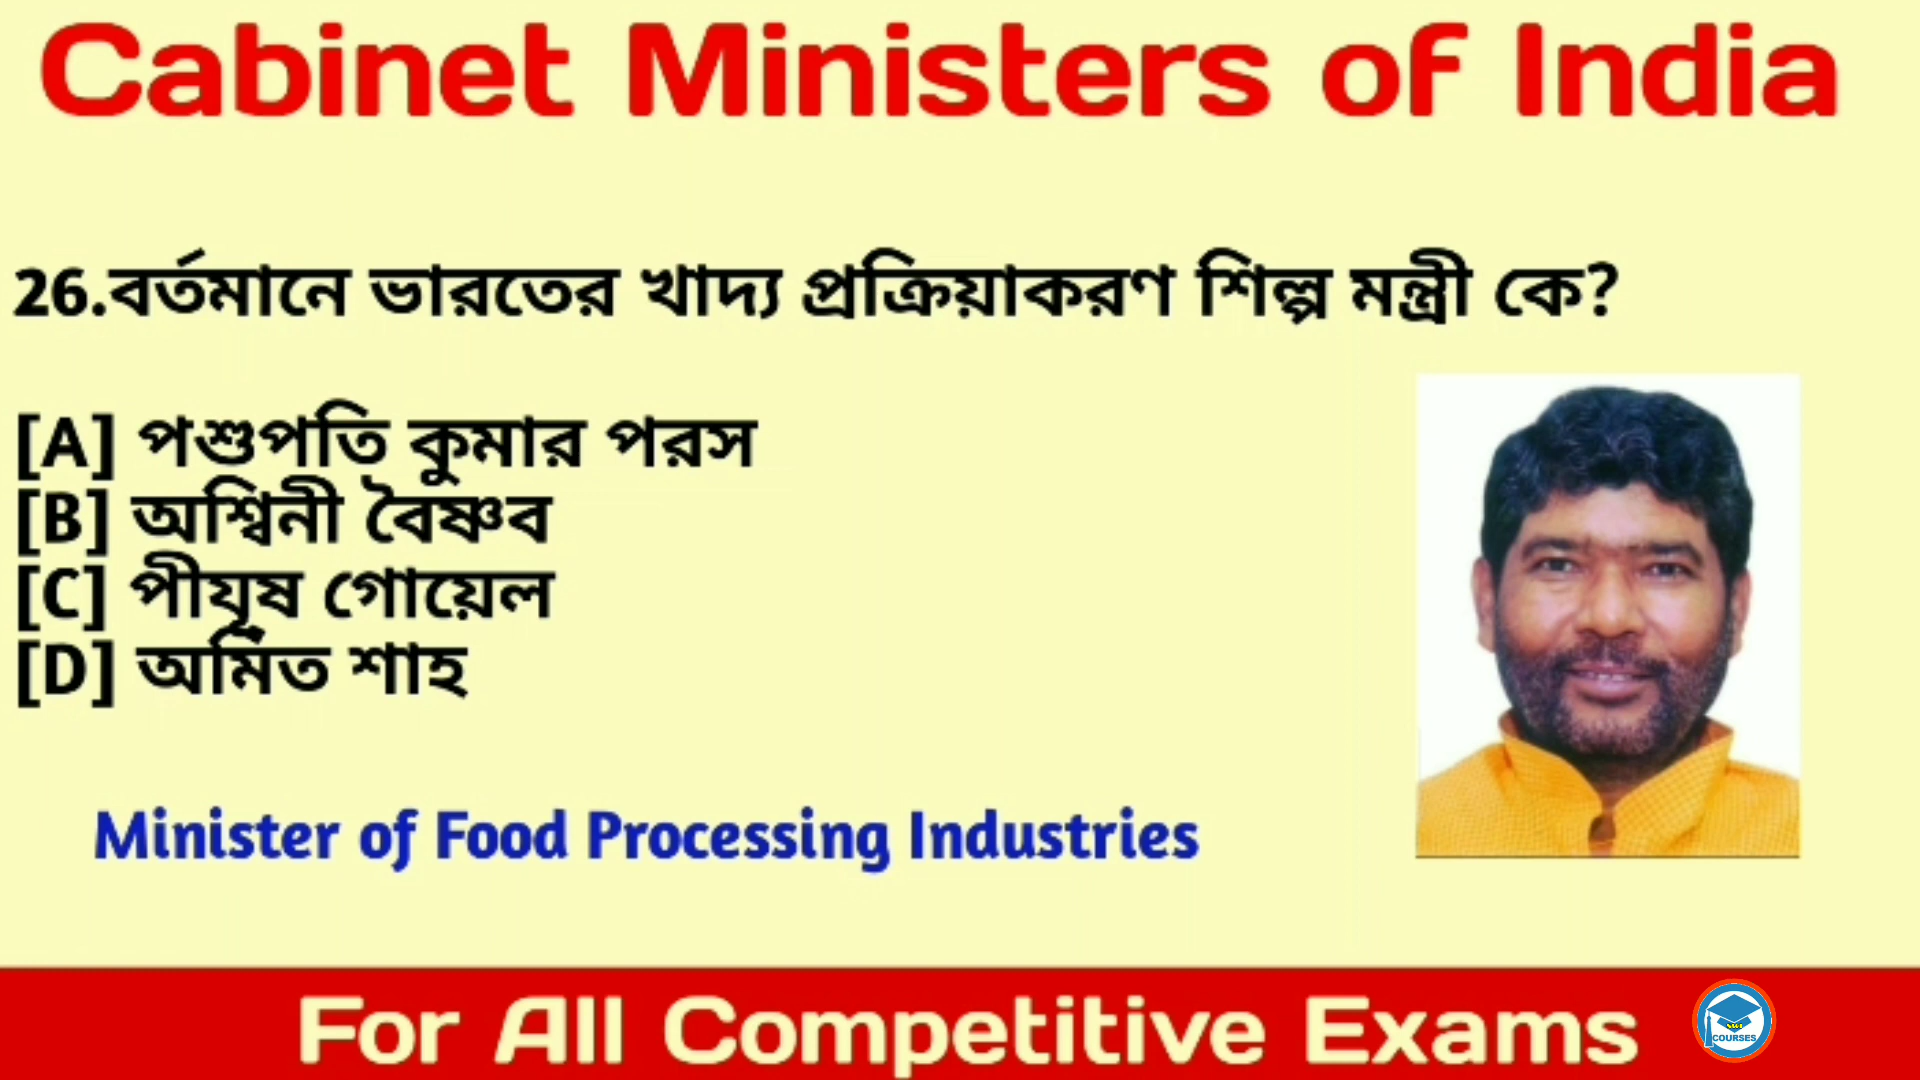 Cabinet Ministers of India
26.বর্তমানে ভারতের খাদ্য প্রক্রিয়াকরণ শিল্প মন্ত্রী কে?
[A] পশুপতি কুমার পরস
[B] অশ্বিনী বৈষ্ণব
[C] পীযূষ গোয়েল
[D] অমিত শাহ
Minister of Food Processing Industries
For All Competitive Exams
COURSES